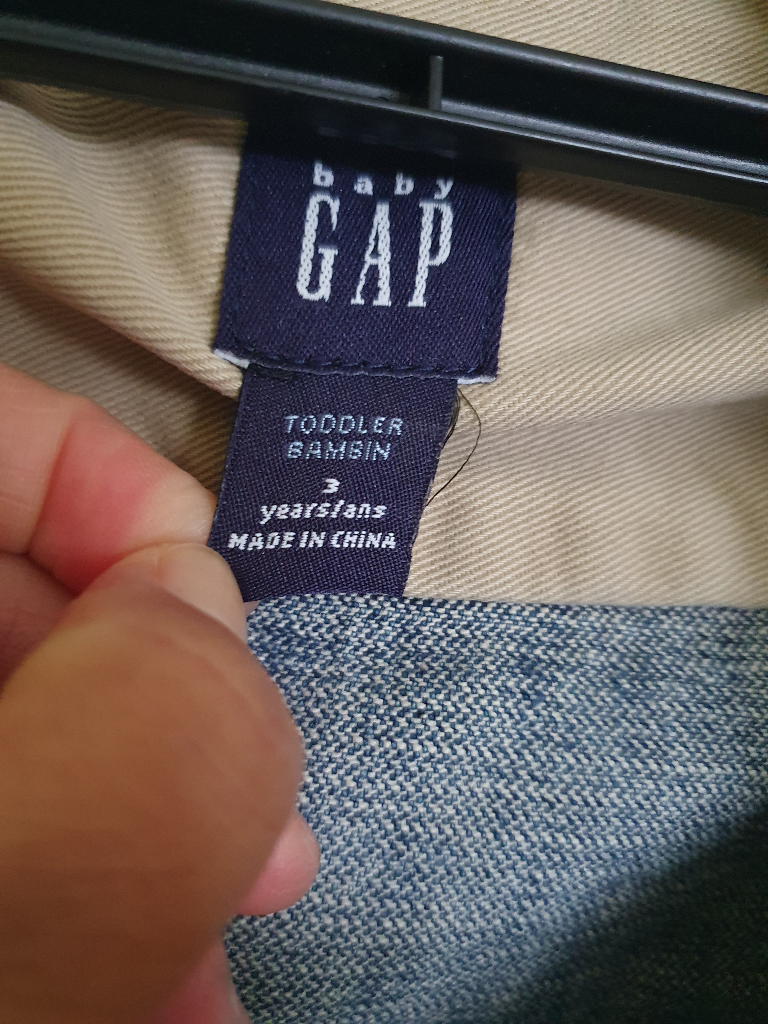 baby
GAP
TODDLER
BAMBIN
3
years/ans
MADE IN CHINA